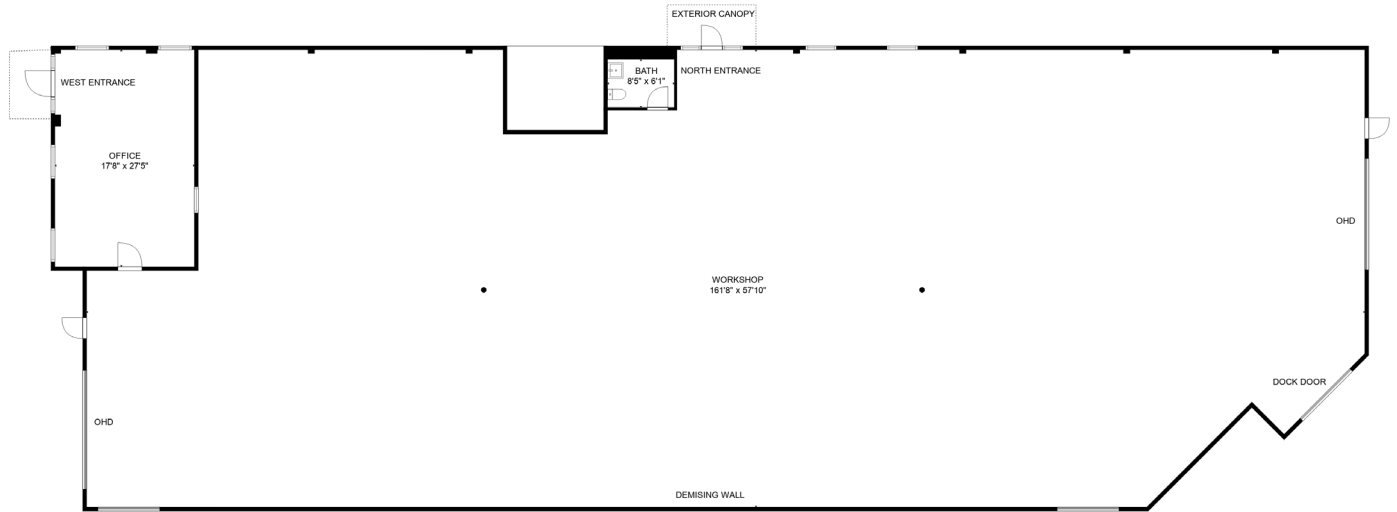 EXTERIOR CANOPY
WEST ENTRANCE
BATH
8'5" x 6'1"
NORTH ENTRANCE
OFFICE
17'8" x 27'5"
OHD
WORKSHOP
161'8" x 57'10"
DOCK DOOR
OHD
DEMISING WALL